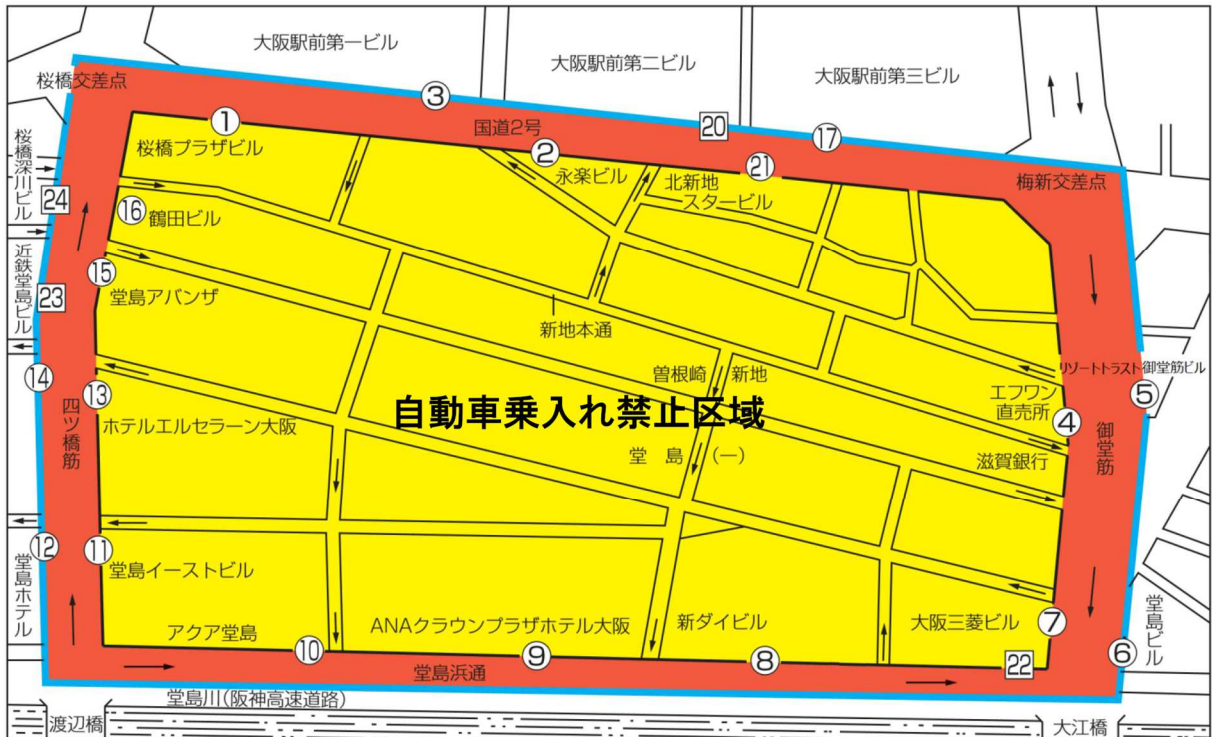 大阪駅前第一ビル
大阪駅前第二ビル
大阪駅前第三ビル
桜橋交差点
①
③
国道2号
20
⑰
②
㉑
桜橋プラザビル
永楽ビル
北新地
スタービル
梅新交差点
桜橋深川ビル
24
⑯
鶴田ビル
近鉄堂島ビル
23
⑮
堂島アバンザ
新地本通
⑭
⑬
四ツ橋筋
ホテルエルセラーン大阪
曽根崎 新地
自動車乗入れ禁止区域
堂島 (一)
リゾートトラスト御堂筋ビル
⑤
エフワン
直売所
④
御堂筋
滋賀銀行
⑫
⑪
堂島ホテル
堂島イーストビル
アクア堂島
⑩
ANAクラウンプラザホテル大阪
⑨
新ダイビル
⑧
大阪三菱ビル
⑦
22
⑥
堂島ビル
堂島浜通
堂島川(阪神高速道路)
渡辺橋
大江橋